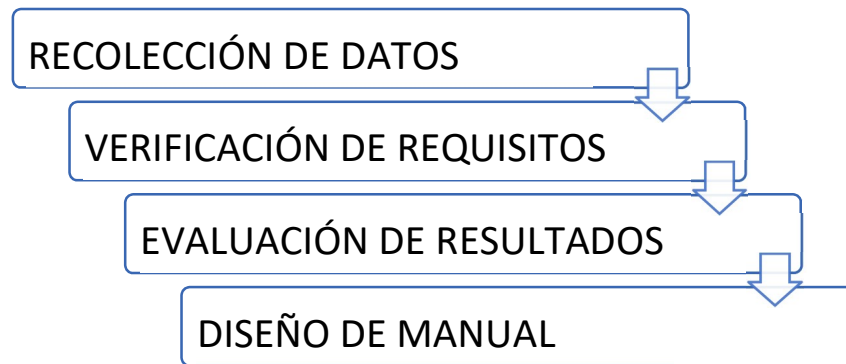 RECOLECCIÓN DE DATOS
VERIFICACIÓN DE REQUISITOS
EVALUACIÓN DE RESULTADOS
DISEÑO DE MANUAL